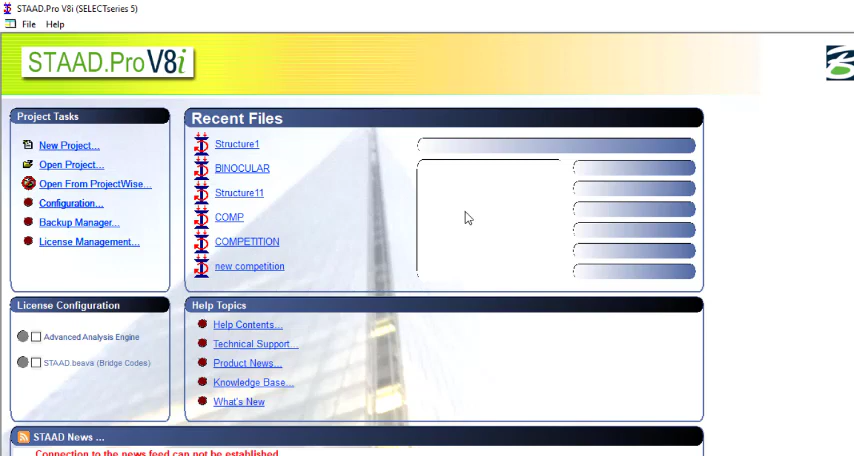 STAAD.Pro V8i (SELECTseries 5)
File Help
STAAD.Pro V8i
Project Tasks
New Project...
Open Project...
Open From ProjectWise...
Configuration...
Backup Manager...
License Management...
Recent Files
Structure1
BINOCULAR
Structure11
COMP
COMPETITION
new competition
License Configuration
Advanced Analysis Engine
STAAD.beava (Bridge Codes)
Help Topics
Help Contents...
Technical Support...
Product News...
Knowledge Base...
What's New
STAAD News ...
Connection to the news feed can not be established